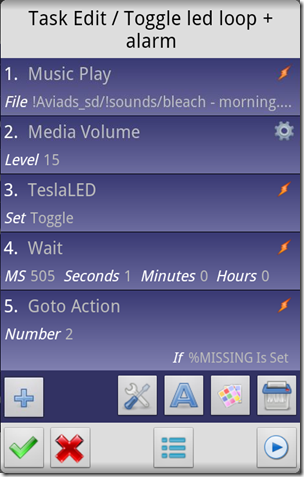 Task Edit / Toggle led loop +
alarm
1. Music Play
File !Aviads_sd/!sounds/bleach - morning....
2. Media Volume
Level 15
3. TeslaLED
Set Toggle
4. Wait
MS 505 Seconds 1 Minutes 0 Hours 0
5. Goto Action
Number 2
If %MISSING Is Set
A